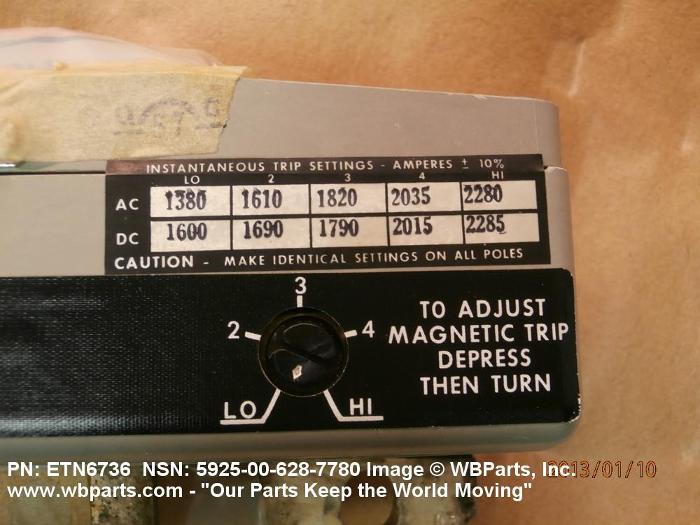 INSTANTANEOUS TRIP SETTINGS - AMPERES ± 10%
LO 2 3 4 HI
AC 1380 1610 1820 2035 2280
DC 1600 1690 1790 2015 2285
CAUTION - MAKE IDENTICAL SETTINGS ON ALL POLES
3
2 4
LO HI
TO ADJUST
MAGNETIC TRIP
DEPRESS
THEN TURN
PN: ETN6736 NSN: 5925-00-628-7780 Image © WBParts, Inc.
2013/01/10
www.wbparts.com - "Our Parts Keep the World Moving"